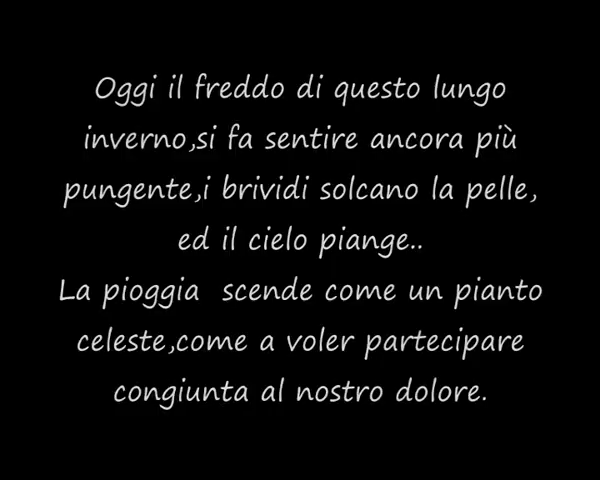 Oggi il freddo di questo lungo
inverno,si fa sentire ancora più
pungente,i brividi solcano la pelle,
ed il cielo piange..
La pioggia  scende come un pianto
celeste,come a voler partecipare
congiunta al nostro dolore.